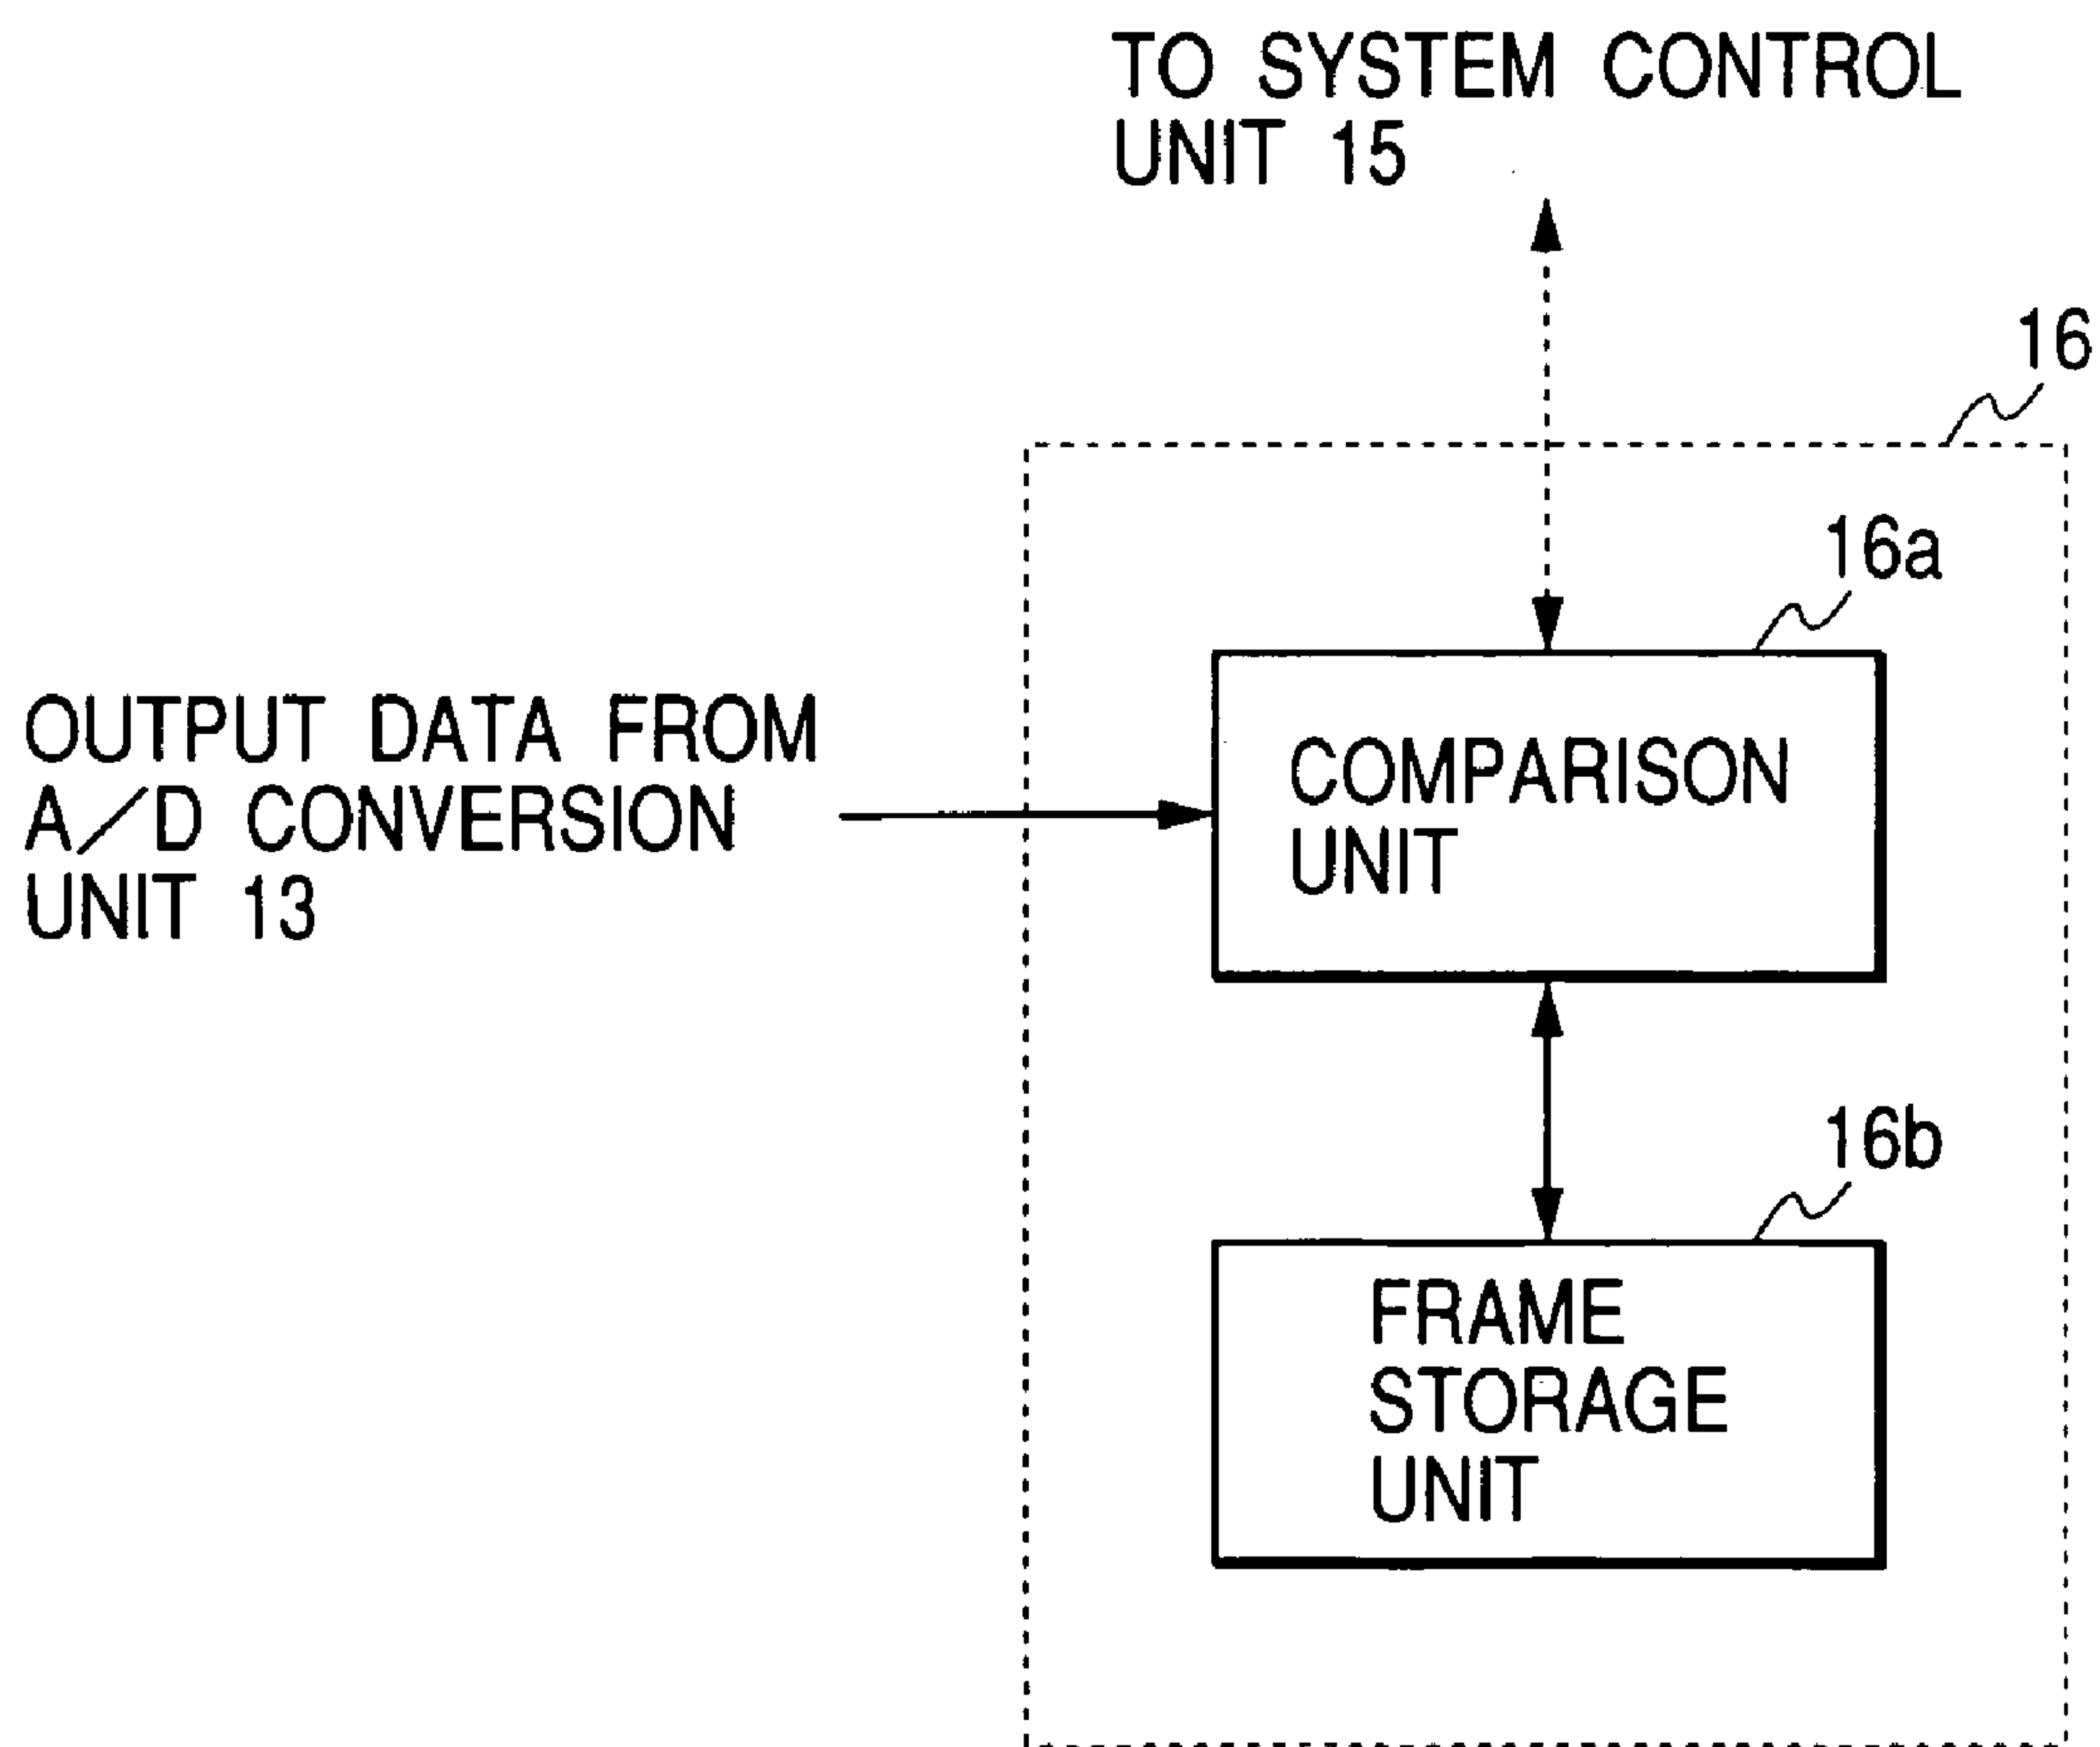 TO SYSTEM CONTROL
UNIT 15
16
16a
OUTPUT DATA FROM
A/D CONVERSION
UNIT 13
COMPARISON
UNIT
16b
FRAME
STORAGE
UNIT